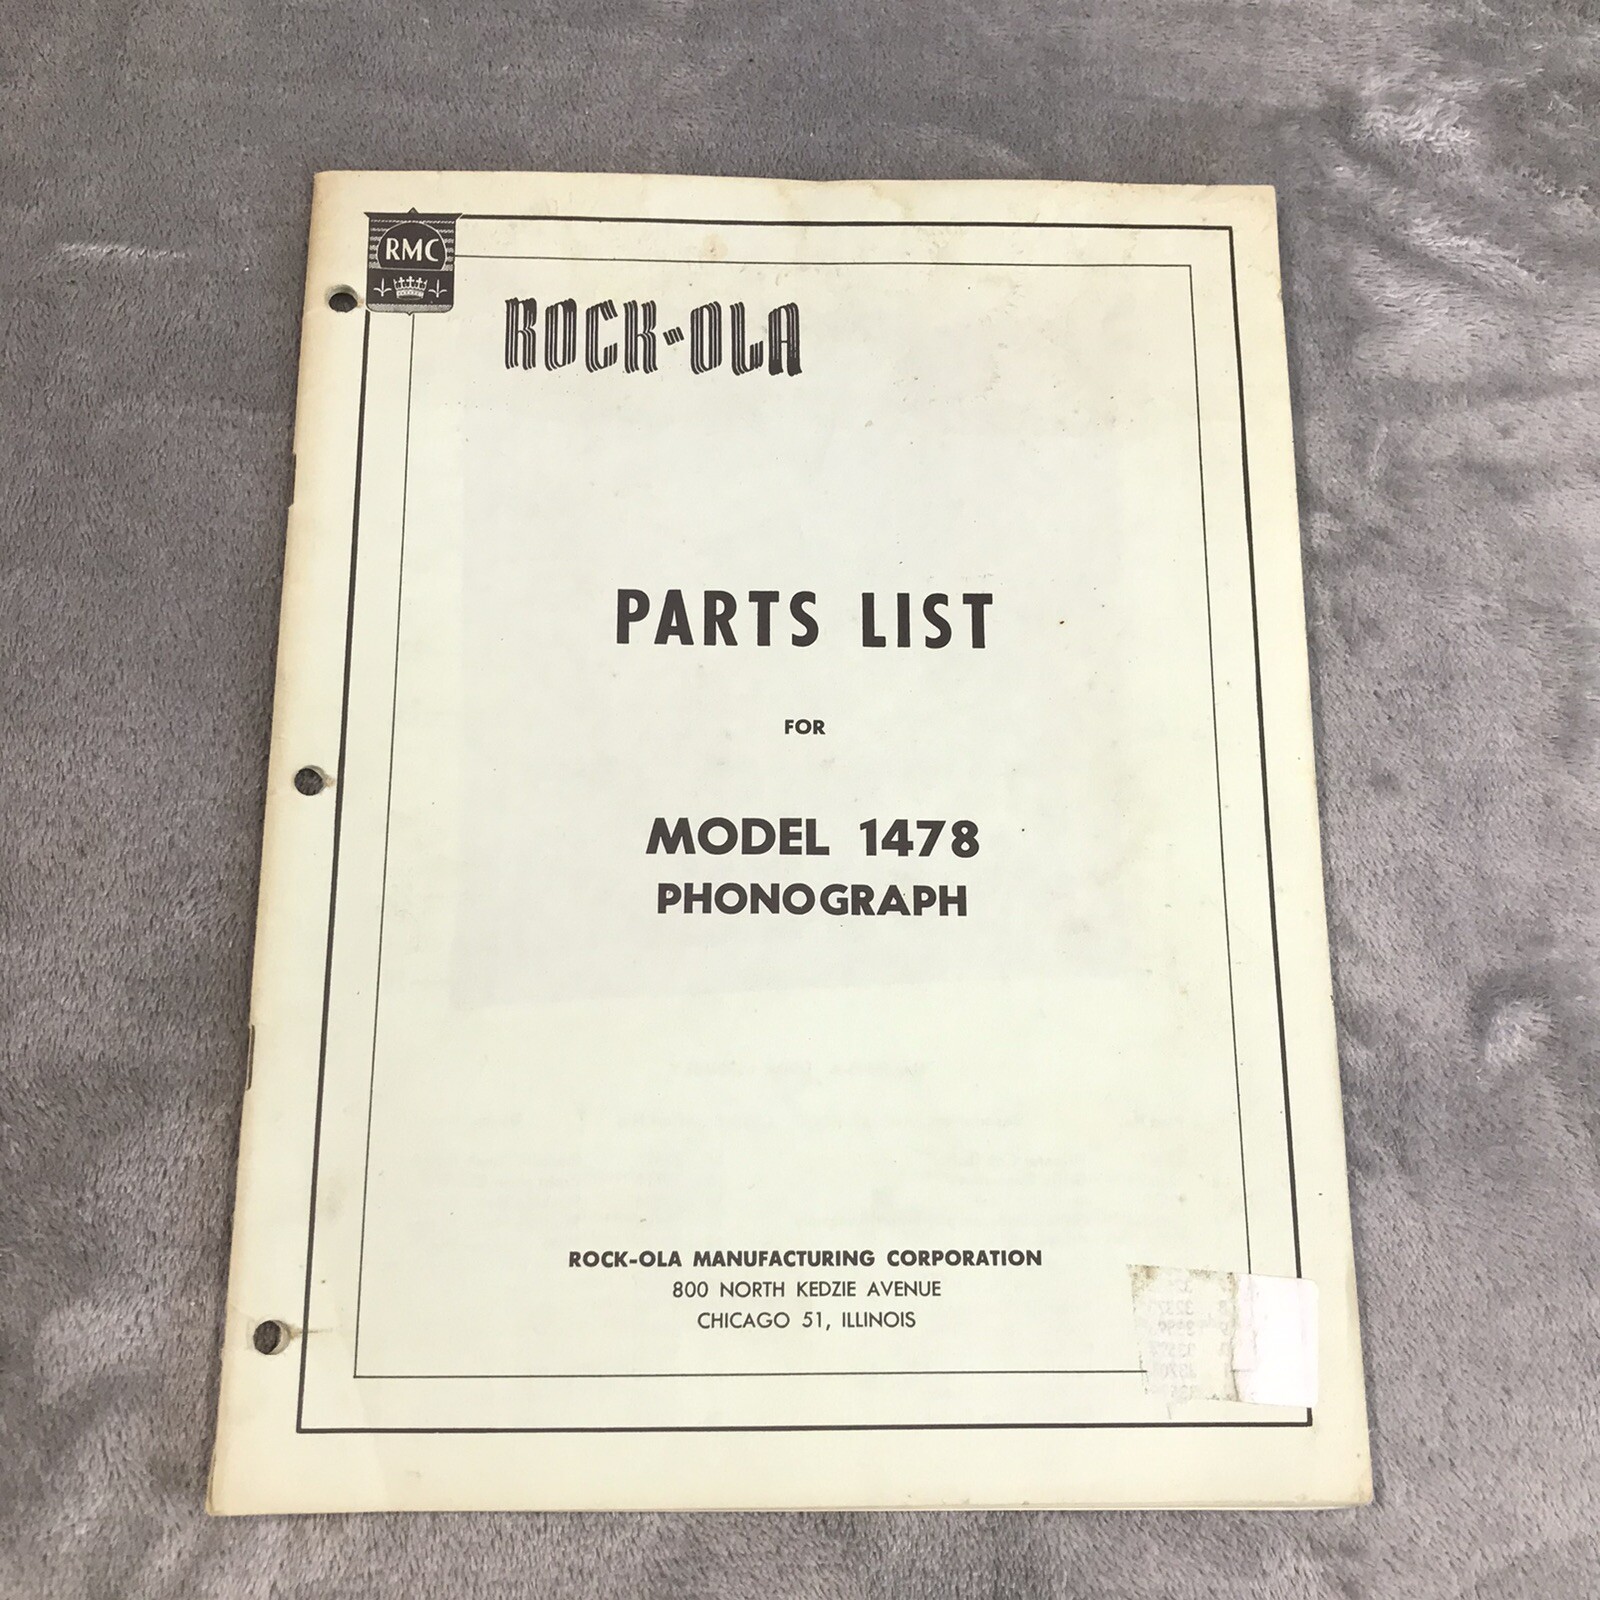 RMC
ROCK-OLA
PARTS LIST
FOR
MODEL 1478
PHONOGRAPH
ROCK-OLA MANUFACTURING CORPORATION
800 NORTH KEDZIE AVENUE
CHICAGO 51, ILLINOIS